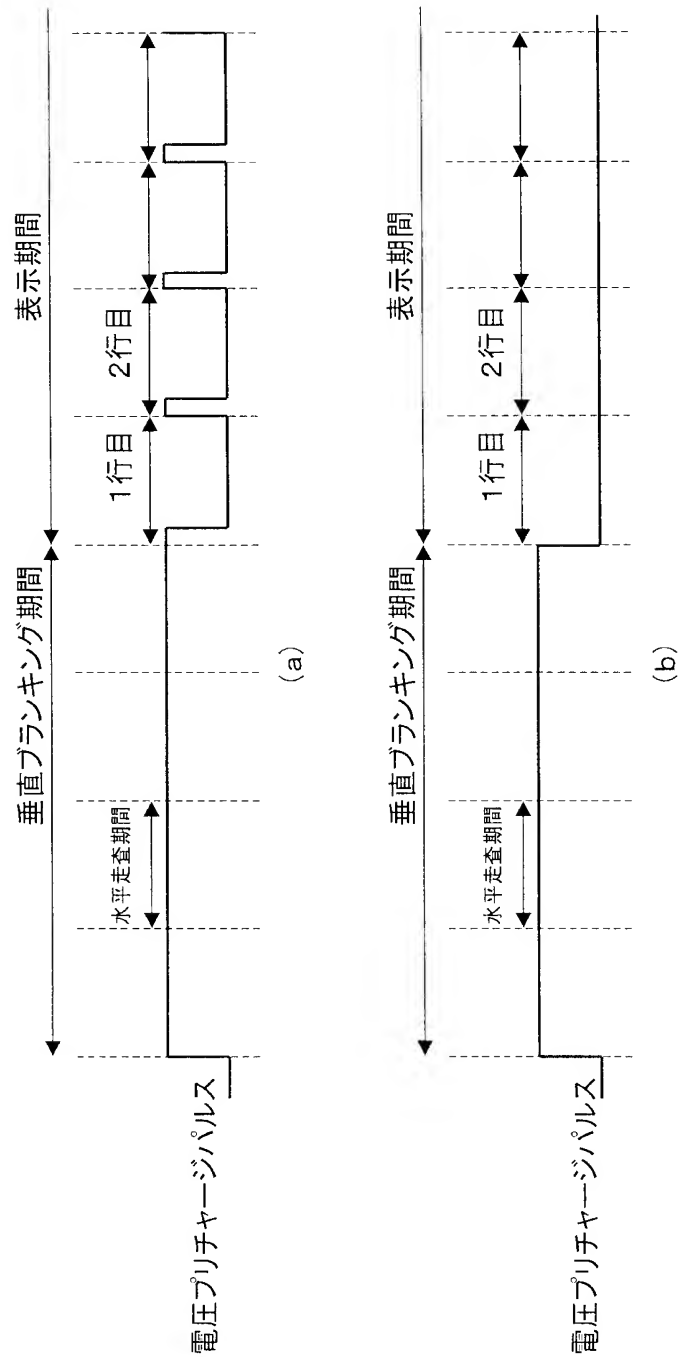 垂直ブランキング期間
表示期間
水平走査期間
1行目
2行目
電圧プリチャージパルス
(a)
垂直ブランキング期間
表示期間
水平走査期間
1行目
2行目
電圧プリチャージパルス
(b)